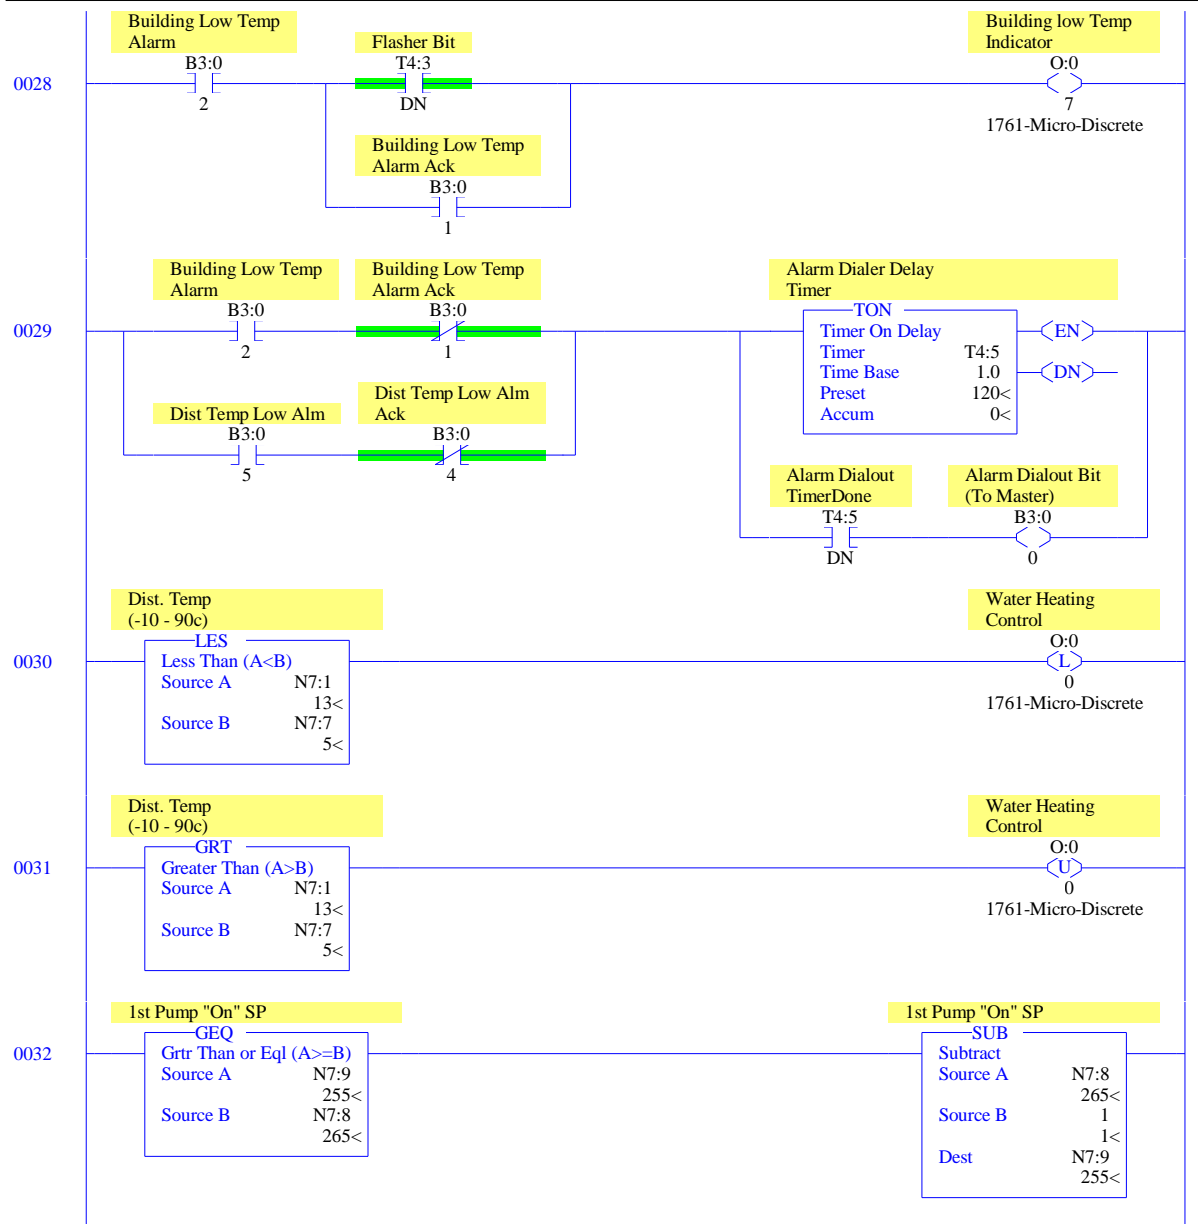 Building Low Temp
Alarm
B3:0
2
Flasher Bit
T4:3
DN
Building Low Temp
Alarm Ack
B3:0
1
Building low Temp
Indicator
O:0
7
1761-Micro-Discrete
0028
0029
Building Low Temp
Alarm
B3:0
2
Building Low Temp
Alarm Ack
B3:0
1
Dist Temp Low Alm
B3:0
5
Dist Temp Low Alm
Ack
B3:0
4
Alarm Dialer Delay
Timer
TON
Timer On Delay
Timer T4:5
Time Base 1.0
Preset 120<
Accum 0<
EN
DN
Alarm Dialout
TimerDone
T4:5
DN
Alarm Dialout Bit
(To Master)
B3:0
0
0030
Dist. Temp
(-10 - 90c)
LES
Less Than (A<B)
Source A N7:1
13<
Source B N7:7
5<
Water Heating
Control
O:0
L
0
1761-Micro-Discrete
0031
Dist. Temp
(-10 - 90c)
GRT
Greater Than (A>B)
Source A N7:1
13<
Source B N7:7
5<
Water Heating
Control
O:0
U
0
1761-Micro-Discrete
0032
1st Pump "On" SP
GEQ
Grtr Than or Eql (A>=B)
Source A N7:9
255<
Source B N7:8
265<
1st Pump "On" SP
SUB
Subtract
Source A N7:8
265<
Source B 1
1<
Dest N7:9
255<